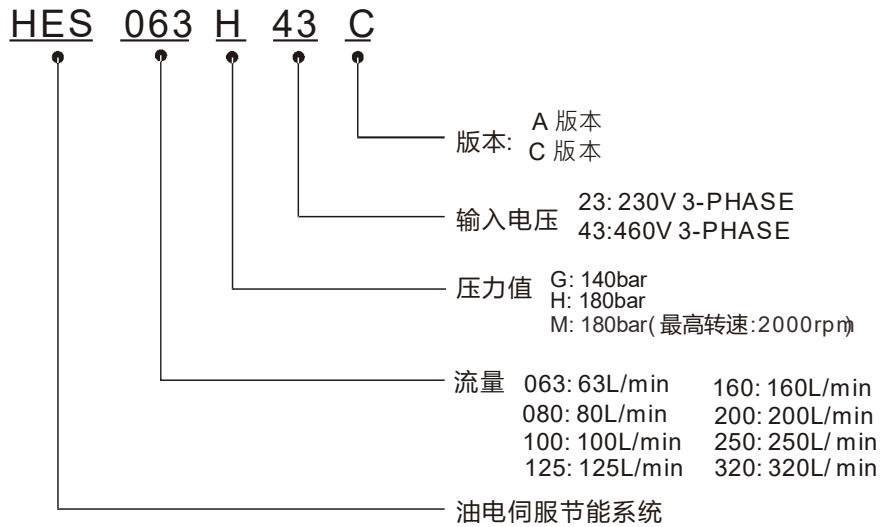 HES 063 H 43 C
版本: A 版本
C 版本
输入电压 23: 230V 3-PHASE
43:460V 3-PHASE
压力值 G: 140bar
H: 180bar
M: 180bar( 最高转速:2000rpm)
流量 063: 63L/min 160: 160L/min
080: 80L/min 200: 200L/min
100: 100L/min 250: 250L/ min
125: 125L/min 320: 320L/ min
油电伺服节能系统